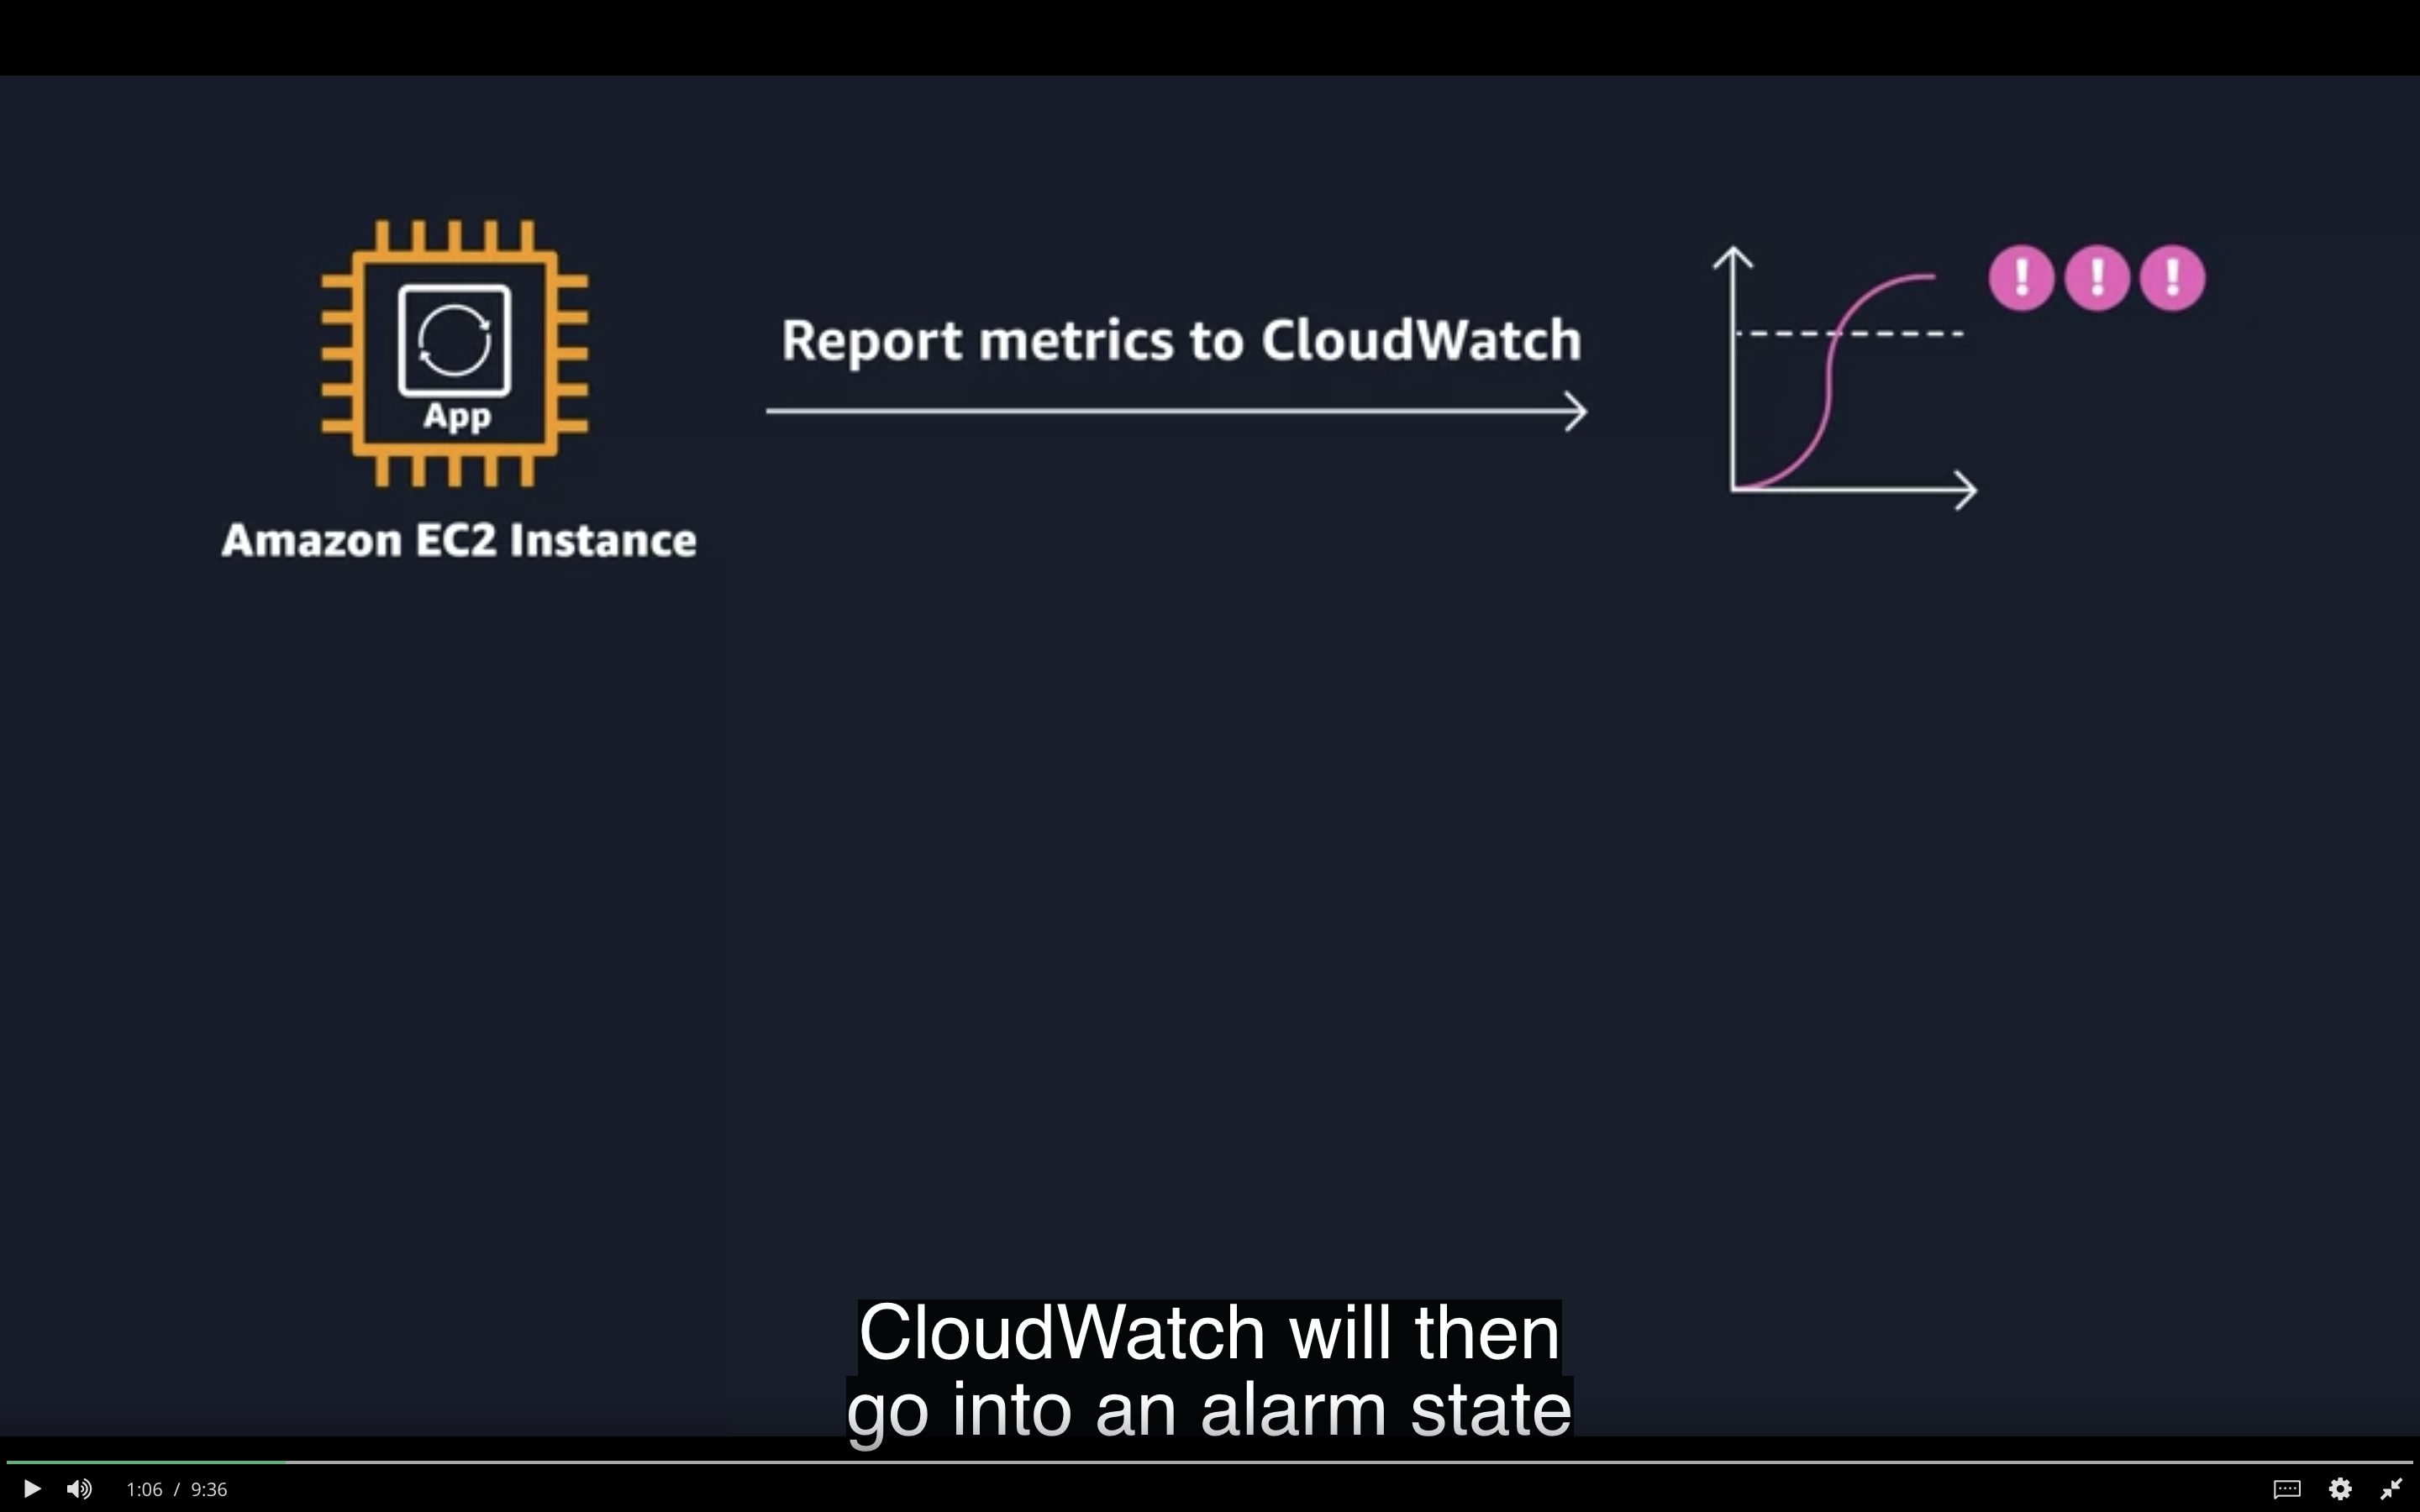 Report metrics to CloudWatch
App
Amazon EC2 Instance
! ! !
CloudWatch will then
go into an alarm state
1:06 / 9:36